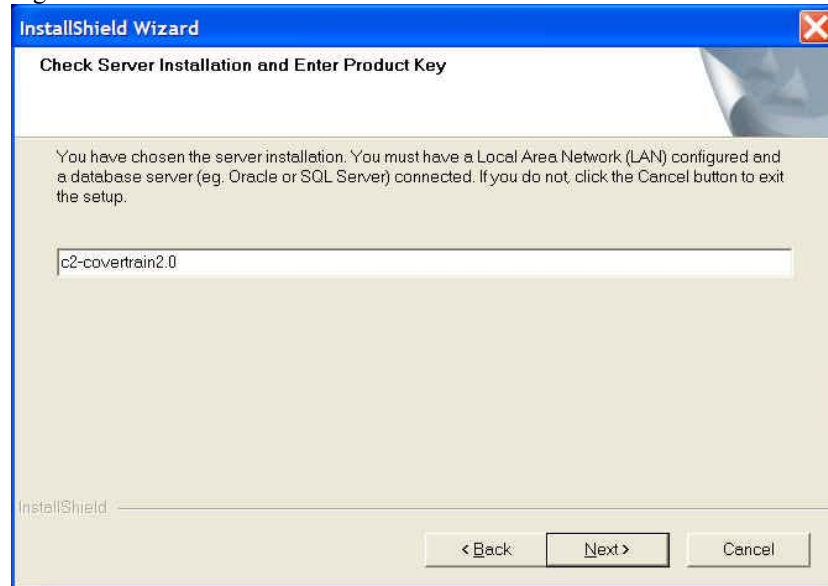 InstallShield Wizard
Check Server Installation and Enter Product Key
You have chosen the server installation. You must have a Local Area Network (LAN) configured and
a database server (eg. Oracle or SQL Server) connected. If you do not, click the Cancel button to exit
the setup.
c2-covertrain2.0
InstallShield
< Back Next > Cancel